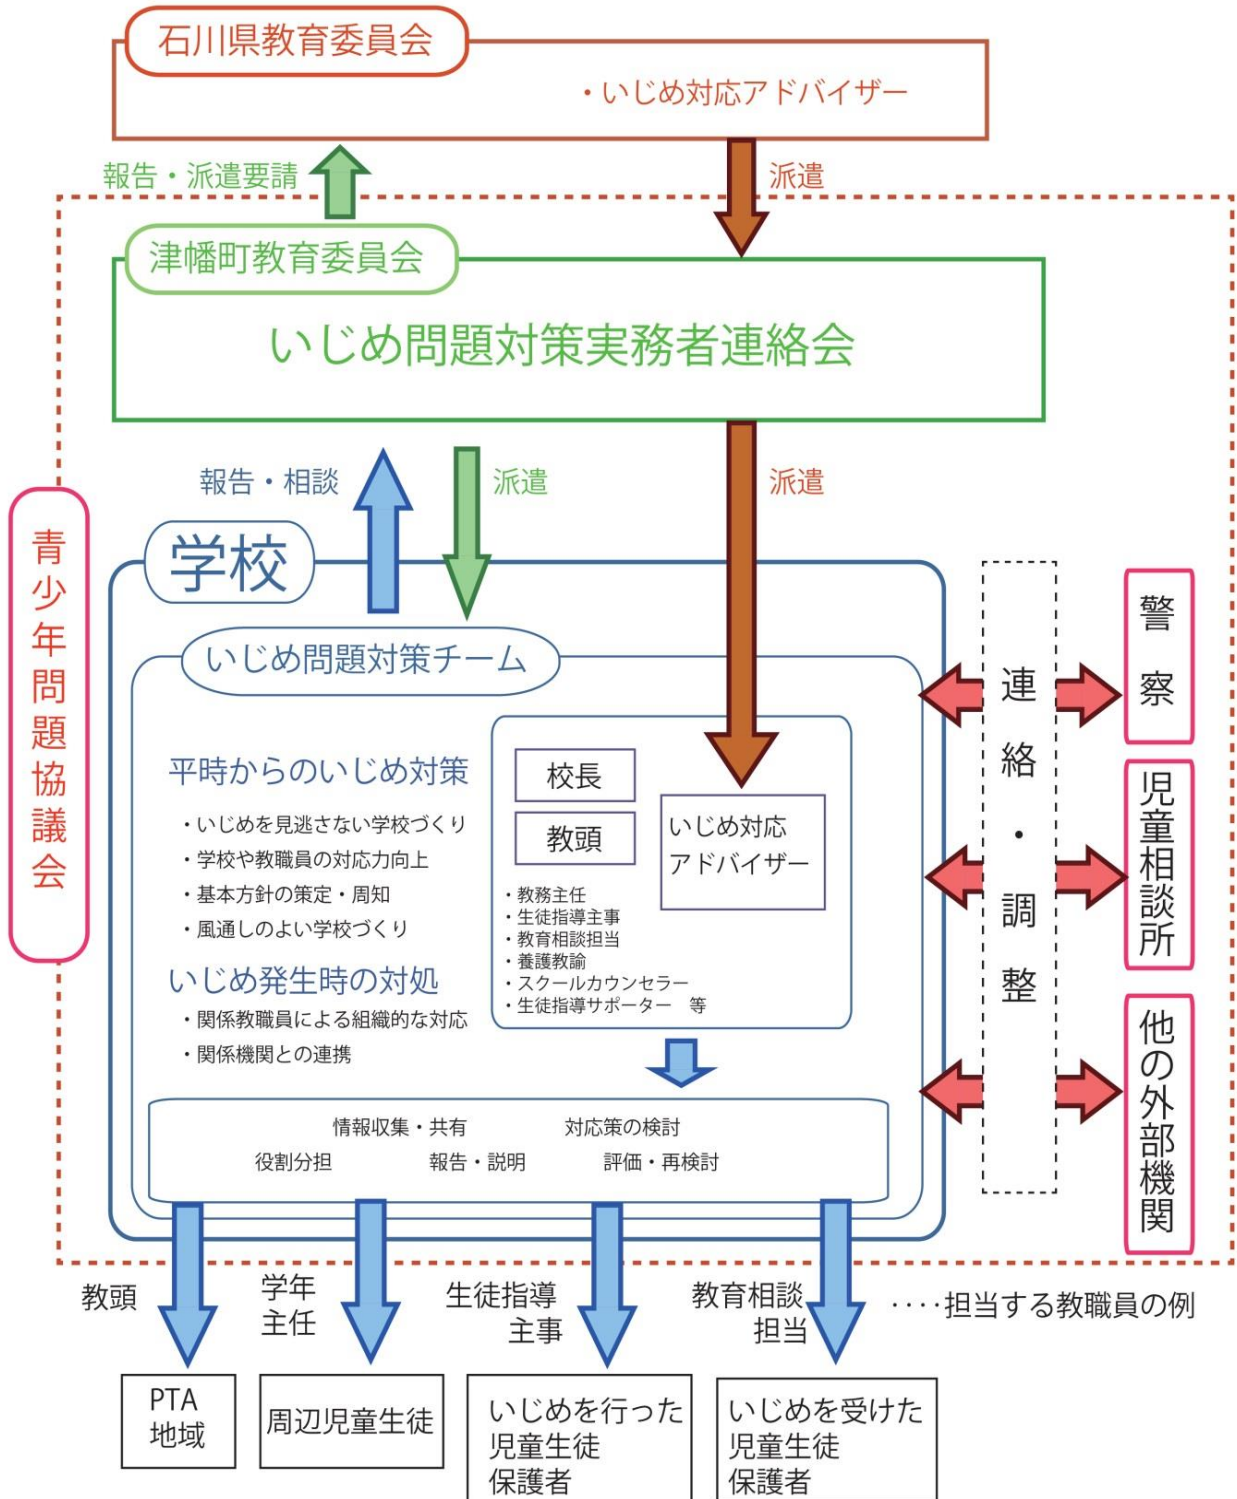 石川県教育委員会
・いじめ対応アドバイザー
報告・派遣要請
派遣
津幡町教育委員会
いじめ問題対策実務者連絡会
報告・相談
派遣
派遣
青少年問題協議会
学校
いじめ問題対策チーム
平時からのいじめ対策
・いじめを見逃さない学校づくり
・学校や教職員の対応力向上
・基本方針の策定・周知
・風通しのよい学校づくり
いじめ発生時の対処
・関係教職員による組織的な対応
・関係機関との連携
校長
教頭
・教務主任
・生徒指導主事
・教育相談担当
・養護教諭
・スクールカウンセラー
・生徒指導サポーター　等
いじめ対応
アドバイザー
連絡・調整
警察
児童相談所
他の外部機関
情報収集・共有　対応策の検討
役割分担　報告・説明　評価・再検討
教頭
学年
主任
生徒指導
主事
教育相談
担当
‥‥担当する教職員の例
PTA
地域
周辺児童生徒
いじめを行った
児童生徒
保護者
いじめを受けた
児童生徒
保護者